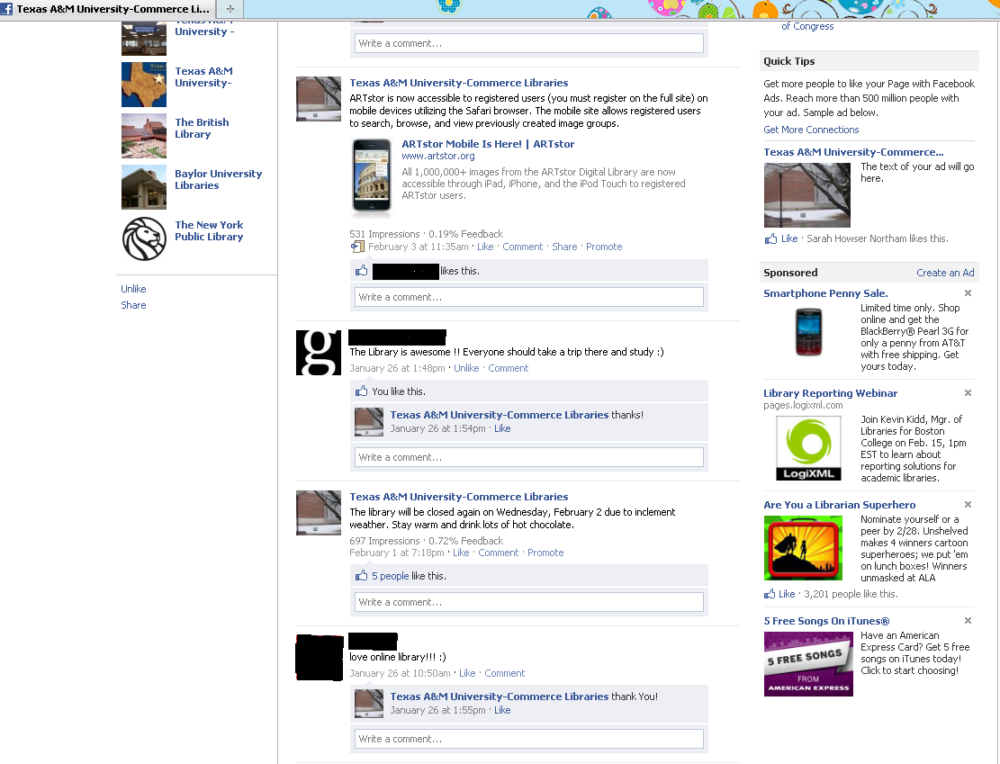 Texas A&M University-Commerce Li...
Texas A&M
University -
Texas A&M
University-
The British
Library
Baylor University
Libraries
The New York
Public Library
Unlike
Share
Write a comment...
Texas A&M University-Commerce Libraries
ARTstor is now accessible to registered users (you must register on the full site) on
mobile devices utilizing the Safari browser. The mobile site allows registered users
to search, browse, and view previously created image groups.
ARTstor Mobile Is Here! | ARTstor
www.artstor.org
All 1,000,000+ images from the ARTstor Digital Library are now
accessible through iPad, iPhone, and the iPod Touch to registered
ARTstor users.
531 Impressions · 0.19% Feedback
February 3 at 11:35am · Like · Comment · Share · Promote
likes this.
Write a comment...
g
The Library is awesome !! Everyone should take a trip there and study :)
January 26 at 1:48pm · Unlike · Comment
You like this.
Texas A&M University-Commerce Libraries thanks!
January 26 at 1:54pm · Like
Write a comment...
Texas A&M University-Commerce Libraries
The library will be closed again on Wednesday, February 2 due to inclement
weather. Stay warm and drink lots of hot chocolate.
697 Impressions · 0.72% Feedback
February 1 at 7:18pm · Like · Comment · Promote
5 people like this.
Write a comment...
love online library!!! :)
January 26 at 10:50am · Like · Comment
Texas A&M University-Commerce Libraries thank You!
January 26 at 1:55pm · Like
Write a comment...
of Congress
Quick Tips
Get more people to like your Page with Facebook
Ads. Reach more than 500 million people with
your ad. Sample ad below.
Get More Connections
Texas A&M University-Commerce...
The text of your ad will go
here.
Like · Sarah Howser Northam likes this.
Sponsored Create an Ad
Smartphone Penny Sale.
Limited time only. Shop
online and get the
BlackBerry® Pearl 3G for
only a penny from AT&T
with free shipping. Get
yours today.
Library Reporting Webinar
pages.logixml.com
LogiXML
Join Kevin Kidd, Mgr. of
Libraries for Boston
College on Feb. 15, 1pm
EST to learn about
reporting solutions for
academic libraries.
Are You a Librarian Superhero
Nominate yourself or a
peer by 2/28. Unshelved
makes 4 winners cartoon
superheroes; we put 'em
on lunch boxes! Winners
unmasked at ALA
Like · 3,201 people like this.
5 Free Songs On iTunes®
5 FREE SONGS
FROM
AMERICAN EXPRESS
Have an American
Express Card? Get 5 free
songs on iTunes today!
Click to start choosing!